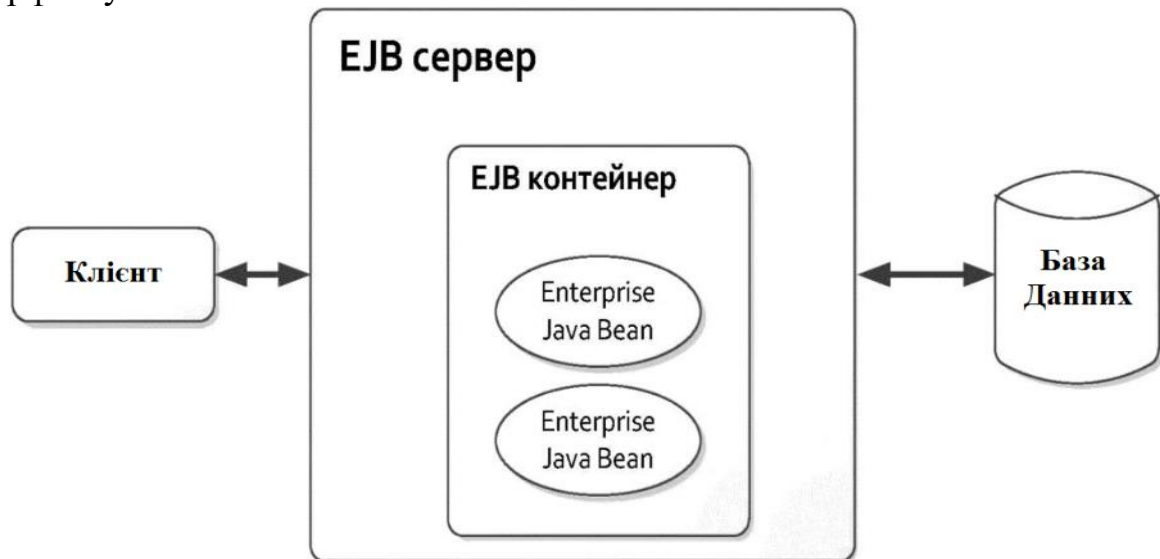 EJB сервер
EJB контейнер
Клієнт
Enterprise
Java Bean
Enterprise
Java Bean
База
Данних